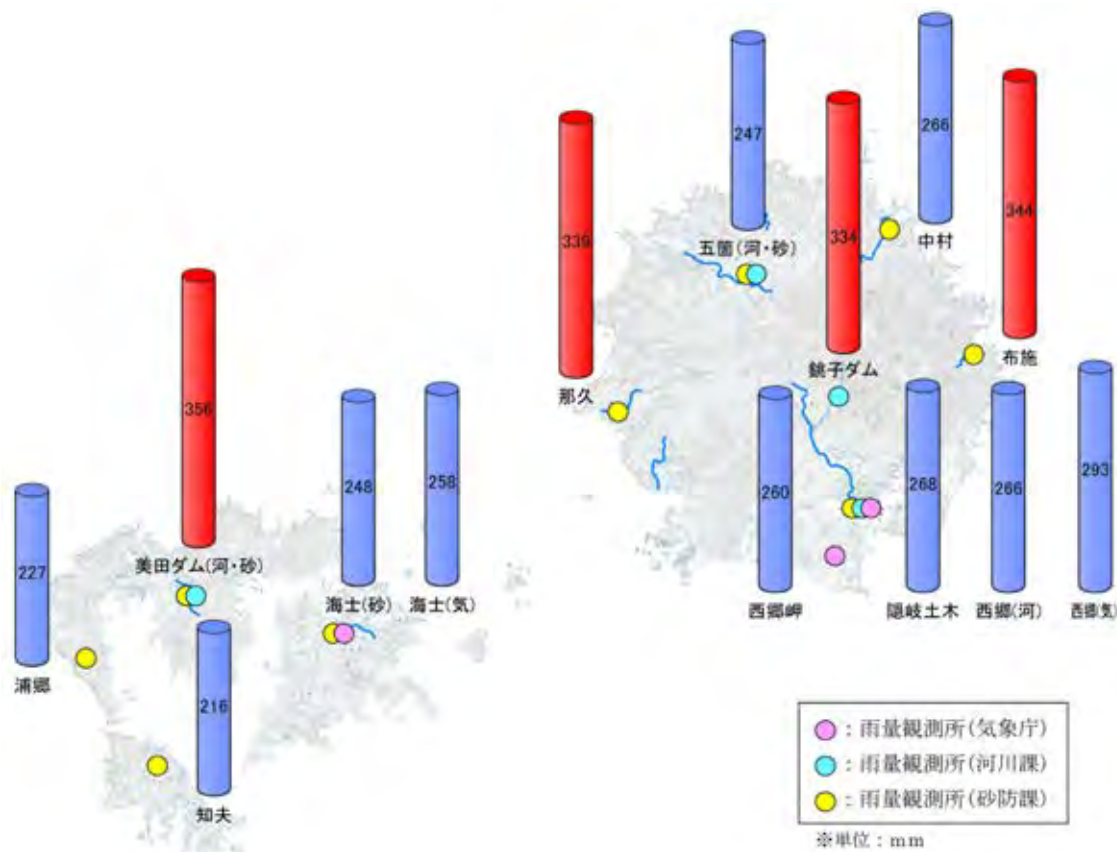 247
266
344
339
334
五箇(河・砂)
中村
布施
銚子ダム
那久
356
248
258
260
268
266
293
227
美田ダム(河・砂)
海士(砂)
海士(気)
西郷岬
隠岐土木
西郷(河)
西郷(気)
浦郷
216
知夫
:雨量観測所(気象庁)
:雨量観測所(河川課)
:雨量観測所(砂防課)
※単位:mm